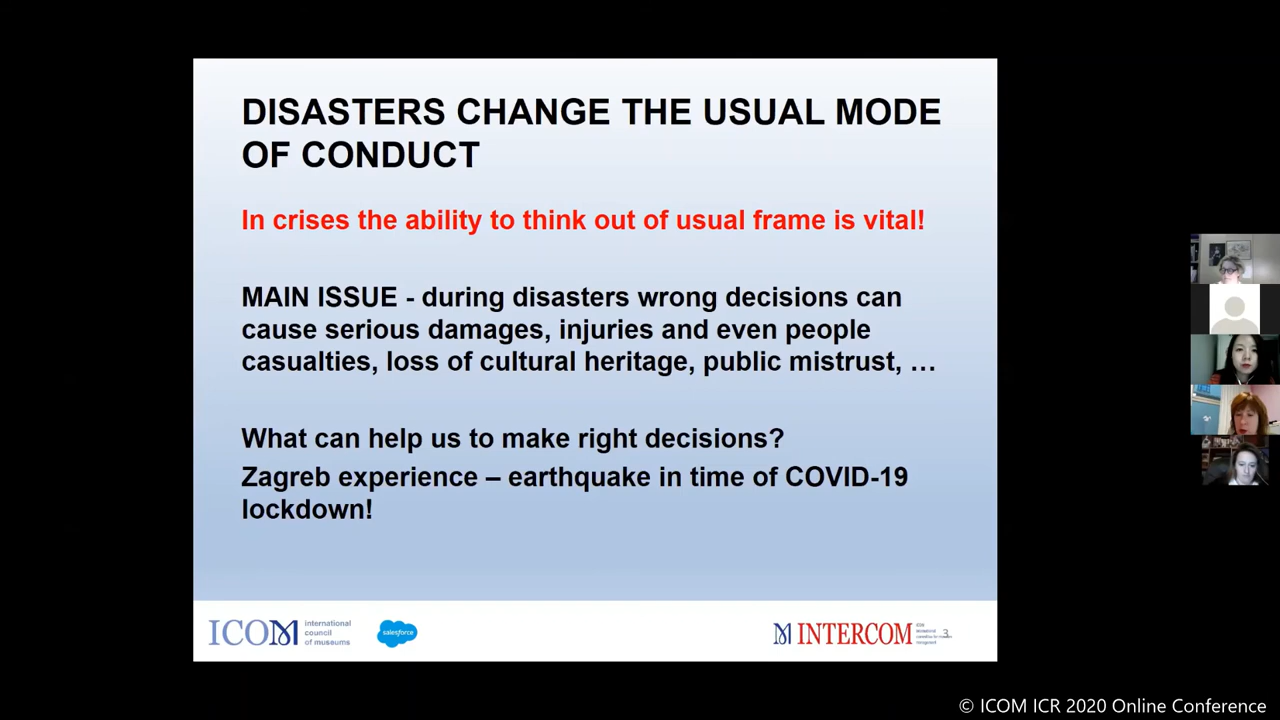 DISASTERS CHANGE THE USUAL MODE
OF CONDUCT
In crises the ability to think out of usual frame is vital!
MAIN ISSUE - during disasters wrong decisions can
cause serious damages, injuries and even people
casualties, loss of cultural heritage, public mistrust, …
What can help us to make right decisions?
Zagreb experience – earthquake in time of COVID-19
lockdown!
ICOM international
council
of museums
salesforce
INTERCOM
3
© ICOM ICR 2020 Online Conference